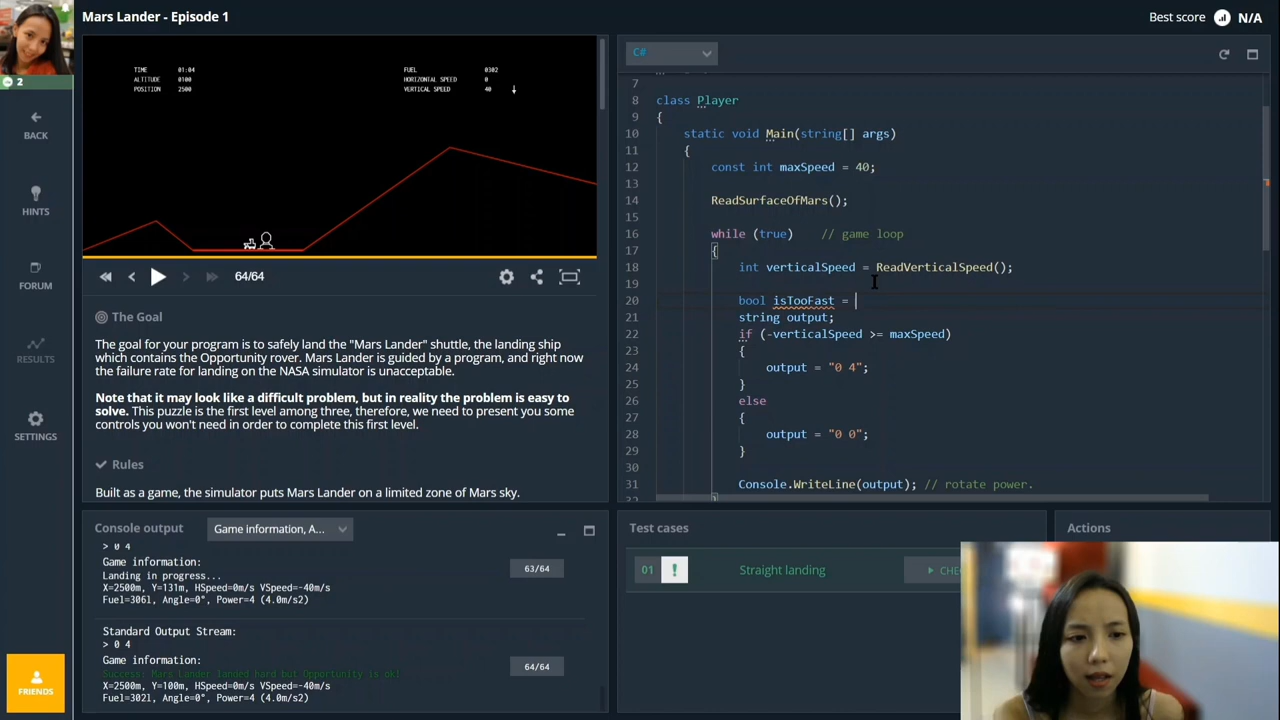 Mars Lander - Episode 1
Best score N/A
2
BACK
HINTS
FORUM
RESULTS
SETTINGS
FRIENDS
TIME 01:04
ALTITUDE 0100
POSITION 2500
FUEL 0302
HORIZONTAL SPEED 0
VERTICAL SPEED 40
64/64
The Goal
The goal for your program is to safely land the "Mars Lander" shuttle, the landing ship
which contains the Opportunity rover. Mars Lander is guided by a program, and right now
the failure rate for landing on the NASA simulator is unacceptable.
Note that it may look like a difficult problem, but in reality the problem is easy to
solve. This puzzle is the first level among three, therefore, we need to present you some
controls you won't need in order to complete this first level.
Rules
Built as a game, the simulator puts Mars Lander on a limited zone of Mars sky.
Console output
Game information, A...
> 0 4
Game information:
Landing in progress...
X=2500m, Y=131m, HSpeed=0m/s VSpeed=-40m/s
Fuel=306l, Angle=0°, Power=4 (4.0m/s2)
63/64
Standard Output Stream:
> 0 4
Game information:
Success: Mars Lander landed hard but Opportunity is ok!
X=2500m, Y=100m, HSpeed=0m/s VSpeed=-40m/s
Fuel=302l, Angle=0°, Power=4 (4.0m/s2)
64/64
C#
7
8 class Player
9 {
10 static void Main(string[] args)
11 {
12 const int maxSpeed = 40;
13
14 ReadSurfaceOfMars();
15
16 while (true) // game loop
17 {
18 int verticalSpeed = ReadVerticalSpeed();
19
20 bool isTooFast =
21 string output;
22 if (-verticalSpeed >= maxSpeed)
23 {
24 output = "0 4";
25 }
26 else
27 {
28 output = "0 0";
29 }
30
31 Console.WriteLine(output); // rotate power.
Test cases
01 ! Straight landing
Actions